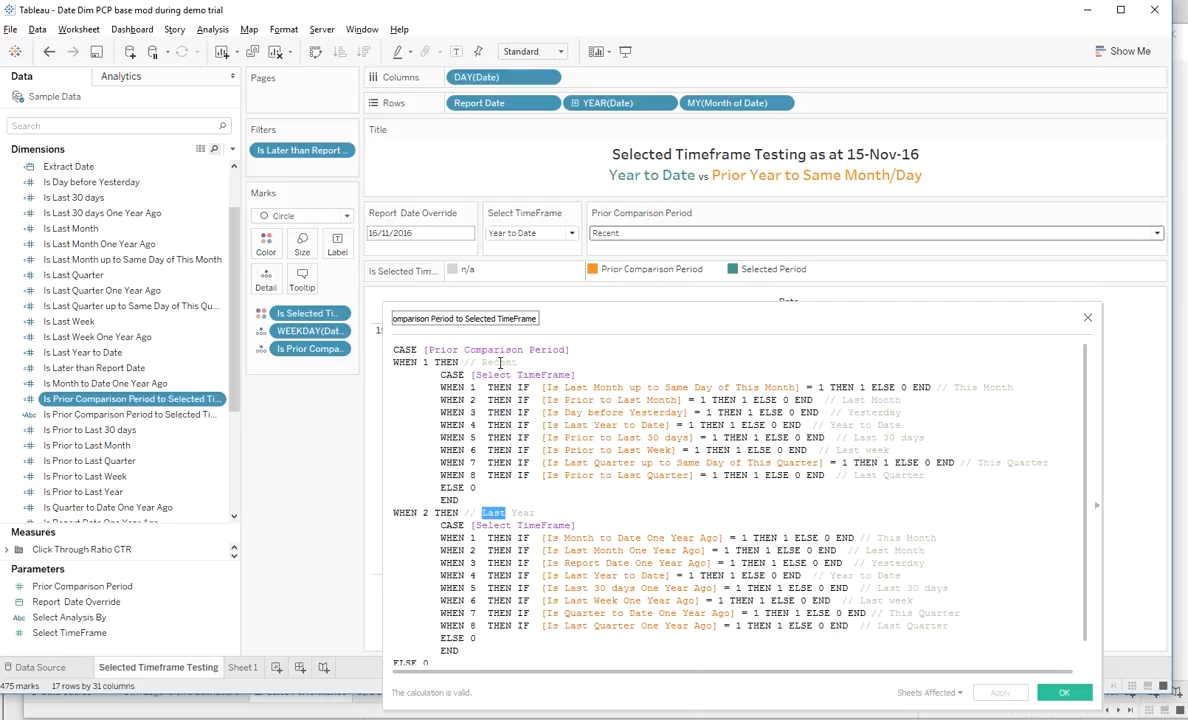 Tableau - Date Dim PCP base mod during demo trial
File Data Worksheet Dashboard Story Analysis Map Format Server Window Help
Standard
Show Me
Data Analytics
Sample Data
Search
Dimensions
Extract Date
Is Day before Yesterday
Is Last 30 days
Is Last 30 days One Year Ago
Is Last Month
Is Last Month One Year Ago
Is Last Month up to Same Day of This Month
Is Last Quarter
Is Last Quarter One Year Ago
Is Last Quarter up to Same Day of This Qu...
Is Last Week
Is Last Week One Year Ago
Is Last Year to Date
Is Later than Report Date
Is Month to Date One Year Ago
Is Prior Comparison Period to Selected Ti...
Abc Is Prior Comparison Period to Selected Ti...
Is Prior to Last 30 days
Is Prior to Last Month
Is Prior to Last Quarter
Is Prior to Last Week
Is Prior to Last Year
Is Quarter to Date One Year Ago
Is Report Date One Year Ago
Measures
Click Through Ratio CTR
Parameters
Prior Comparison Period
Report Date Override
Abc Select Analysis By
Select TimeFrame
Pages
Filters
Is Later than Report ..
Marks
Circle
Color Size Label
Detail Tooltip
Is Selected Ti..
WEEKDAY(Dat..
Is Prior Compa..
Columns DAY(Date)
Rows Report Date YEAR(Date) MY(Month of Date)
Title
Selected Timeframe Testing as at 15-Nov-16
Year to Date vs Prior Year to Same Month/Day
Report Date Override Select TimeFrame Prior Comparison Period
16/11/2016 Year to Date Recent
Is Selected Tim... n/a Prior Comparison Period Selected Period
Date
omparison Period to Selected TimeFrame
CASE [Prior Comparison Period]
WHEN 1 THEN // Recent
CASE [Select TimeFrame]
WHEN 1 THEN IF [Is Last Month up to Same Day of This Month] = 1 THEN 1 ELSE 0 END // This Month
WHEN 2 THEN IF [Is Prior to Last Month] = 1 THEN 1 ELSE 0 END // Last Month
WHEN 3 THEN IF [Is Day before Yesterday] = 1 THEN 1 ELSE 0 END // Yesterday
WHEN 4 THEN IF [Is Last Year to Date] = 1 THEN 1 ELSE 0 END // Year to Date
WHEN 5 THEN IF [Is Prior to Last 30 days] = 1 THEN 1 ELSE 0 END // Last 30 days
WHEN 6 THEN IF [Is Prior to Last Week] = 1 THEN 1 ELSE 0 END // Last week
WHEN 7 THEN IF [Is Last Quarter up to Same Day of This Quarter] = 1 THEN 1 ELSE 0 END // This Quarter
WHEN 8 THEN IF [Is Prior to Last Quarter] = 1 THEN 1 ELSE 0 END // Last Quarter
ELSE 0
END
WHEN 2 THEN // Last Year
CASE [Select TimeFrame]
WHEN 1 THEN IF [Is Month to Date One Year Ago] = 1 THEN 1 ELSE 0 END // This Month
WHEN 2 THEN IF [Is Last Month One Year Ago] = 1 THEN 1 ELSE 0 END // Last Month
WHEN 3 THEN IF [Is Report Date One Year Ago] = 1 THEN 1 ELSE 0 END // Yesterday
WHEN 4 THEN IF [Is Last Year to Date] = 1 THEN 1 ELSE 0 END // Year to Date
WHEN 5 THEN IF [Is Last 30 days One Year Ago] = 1 THEN 1 ELSE 0 END // Last 30 days
WHEN 6 THEN IF [Is Last Week One Year Ago] = 1 THEN 1 ELSE 0 END // Last week
WHEN 7 THEN IF [Is Quarter to Date One Year Ago] = 1 THEN 1 ELSE 0 END // This Quarter
WHEN 8 THEN IF [Is Last Quarter One Year Ago] = 1 THEN 1 ELSE 0 END // Last Quarter
ELSE 0
END
ELSE 0
The calculation is valid. Sheets Affected Apply OK
Data Source Selected Timeframe Testing Sheet 1
475 marks 17 rows by 31 columns